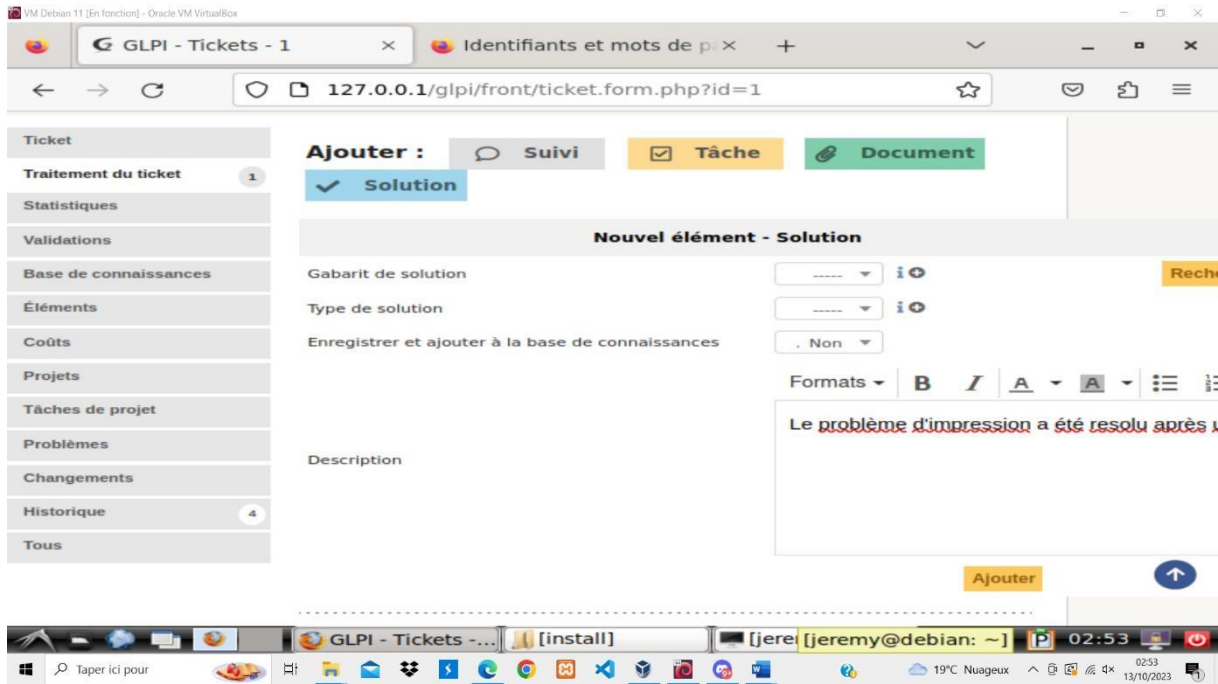 VM Debian 11 [En fonction] - Oracle VM VirtualBox
GLPI - Tickets - 1
Identifiants et mots de p
127.0.0.1/glpi/front/ticket.form.php?id=1
Ticket
Traitement du ticket 1
Statistiques
Validations
Base de connaissances
Éléments
Coûts
Projets
Tâches de projet
Problèmes
Changements
Historique 4
Tous
Ajouter : Suivi Tâche Document
Solution
Nouvel élément - Solution
Gabarit de solution ----- i Rech
Type de solution ----- i
Enregistrer et ajouter à la base de connaissances . Non
Formats B I A A
Description
Le problème d'impression a été resolu après
Ajouter
GLPI - Tickets -... [install] [jere [jeremy@debian: ~] P 02:53
Taper ici pour 19°C Nuageux 02:53
13/10/2023